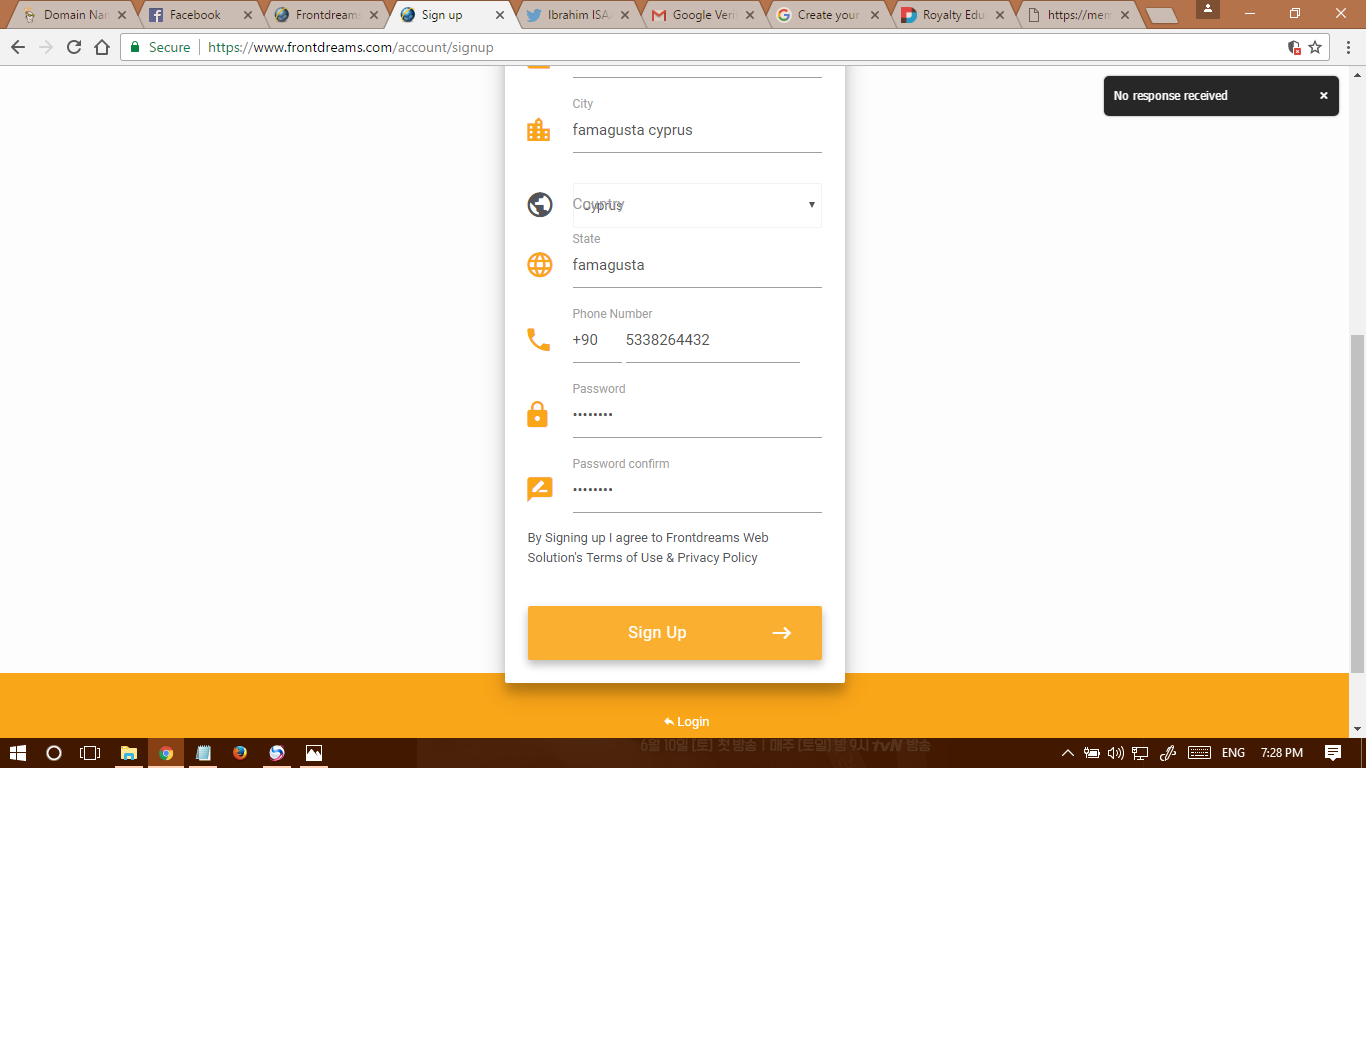 Domain Nar
Facebook
Frontdreams
Sign up
Ibrahim ISA
Google Veri
Create your
Royalty Edu
https://mem
Secure
https://www.frontdreams.com/account/signup
No response received
City
famagusta cyprus
Country
Cyprus
State
famagusta
Phone Number
+90 5338264432
Password
••••••••
Password confirm
••••••••
By Signing up I agree to Frontdreams Web
Solution's Terms of Use & Privacy Policy
Sign Up
Login
6월 10일 [토] 첫 방송 | 매주 [토일] 밤 9시 tvN 방송
ENG
7:28 PM